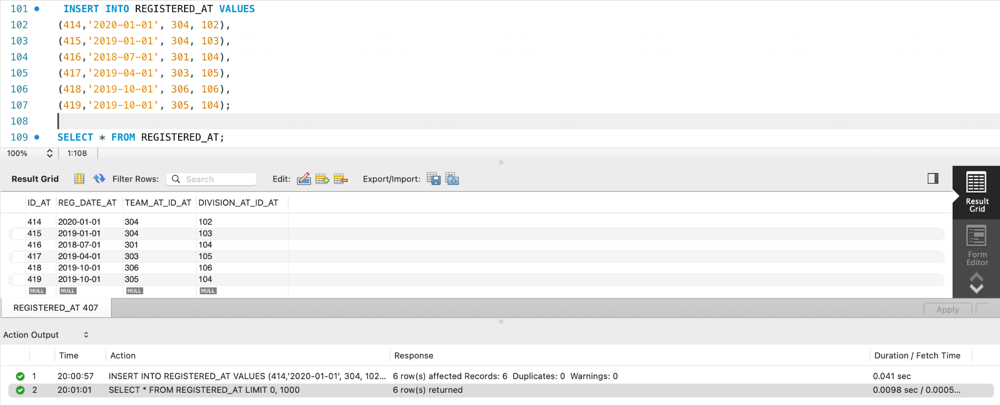 101 INSERT INTO REGISTERED_AT VALUES
102 (414,'2020-01-01', 304, 102),
103 (415,'2019-01-01', 304, 103),
104 (416,'2018-07-01', 301, 104),
105 (417,'2019-04-01', 303, 105),
106 (418,'2019-10-01', 306, 106),
107 (419,'2019-10-01', 305, 104);
108
109 SELECT * FROM REGISTERED_AT;
100% 1:108
Result Grid Filter Rows: Search Edit: Export/Import:
Result
Grid
Form
Editor
ID_AT REG_DATE_AT TEAM_AT_ID_AT DIVISION_AT_ID_AT
414 2020-01-01 304 102
415 2019-01-01 304 103
416 2018-07-01 301 104
417 2019-04-01 303 105
418 2019-10-01 306 106
419 2019-10-01 305 104
NULL NULL NULL NULL
REGISTERED_AT 407 Apply
Action Output
Time Action Response Duration / Fetch Time
1 20:00:57 INSERT INTO REGISTERED_AT VALUES (414,'2020-01-01', 304, 102... 6 row(s) affected Records: 6 Duplicates: 0 Warnings: 0 0.041 sec
2 20:01:01 SELECT * FROM REGISTERED_AT LIMIT 0, 1000 6 row(s) returned 0.0098 sec / 0.0005...